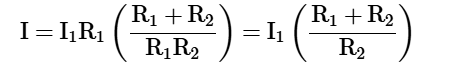 I = I₁R₁ ( (R₁ + R₂) / (R₁R₂) ) = I₁ ( (R₁ + R₂) / R₂ )